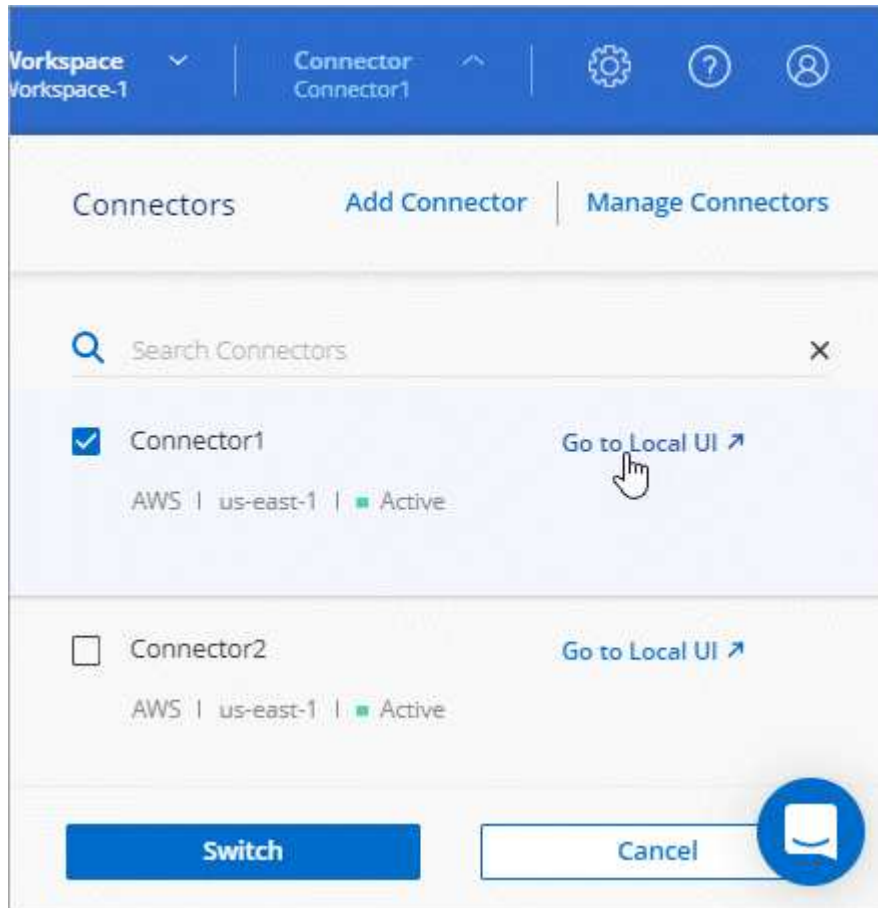 Workspace
Workspace-1
Connector
Connector1
Connectors
Add Connector
Manage Connectors
Search Connectors
Connector1
Go to Local UI
AWS | us-east-1 | Active
Connector2
Go to Local UI
AWS | us-east-1 | Active
Switch
Cancel